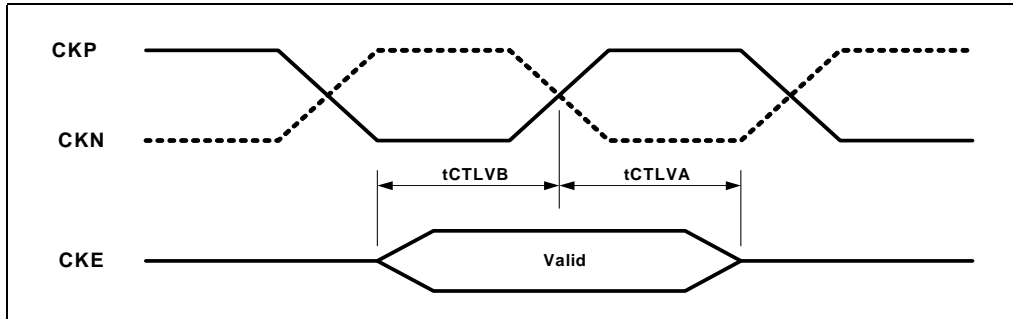 CKP
CKN
tCTLVB
tCTLVA
CKE
Valid